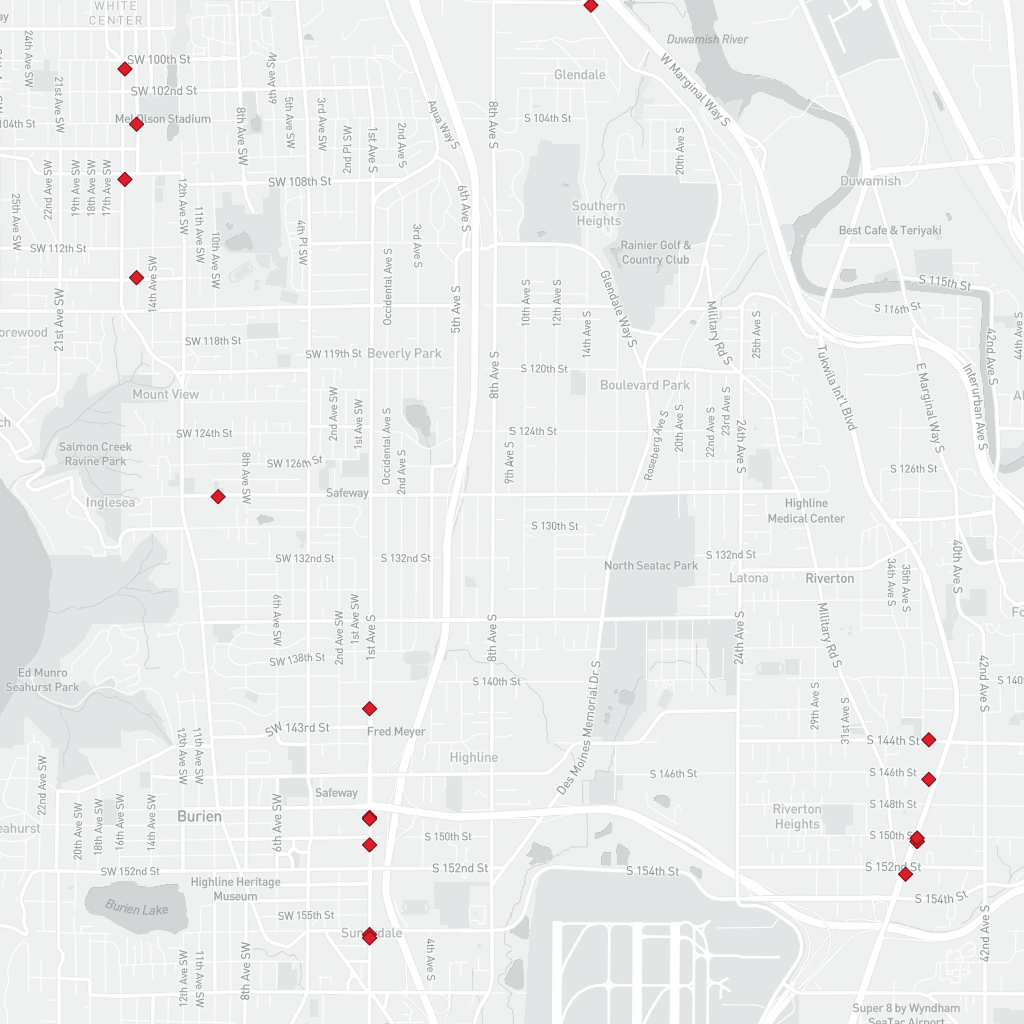 WHITE
CENTER
Duwamish River
W Marginal Way S
Glendale
24th Ave SW
SW 100th St
9th Ave SW
SW 102nd St
21st Ave SW
Mel Olson Stadium
8th Ave SW
5th Ave SW
3rd Ave SW
2nd Pl SW
1st Ave S
2nd Ave S
Aqua Way S
8th Ave S
S 104th St
20th Ave S
104th St
22nd Ave SW
19th Ave SW
18th Ave SW
17th Ave SW
12th Ave SW
SW 108th St
6th Ave S
Duwamish
25th Ave SW
11th Ave SW
10th Ave SW
4th Pl SW
3rd Ave S
Southern
Heights
Best Cafe & Teriyaki
SW 112th St
Rainier Golf &
Country Club
14th Ave SW
Occidental Ave S
S 115th St
21st Ave SW
5th Ave S
10th Ave S
12th Ave S
14th Ave S
Glendale Way S
Military Rd S
25th Ave S
S 116th St
42nd Ave S
44th Ave S
orewood
SW 118th St
SW 119th St
Beverly Park
8th Ave S
S 120th St
Boulevard Park
Tukwila Int'l Blvd
E Marginal Way S
Interurban Ave S
Mount View
2nd Ave SW
1st Ave SW
Occidental Ave S
2nd Ave S
Roseberg Ave S
20th Ave S
22nd Ave S
23rd Ave S
24th Ave S
SW 124th St
S 124th St
9th Ave S
Salmon Creek
Ravine Park
8th Ave SW
SW 126th St
S 126th St
Inglesea
Safeway
Highline
Medical Center
S 130th St
SW 132nd St
S 132nd St
S 132nd St
North Seatac Park
Latona
Riverton
34th Ave S
35th Ave S
40th Ave S
6th Ave SW
2nd Ave SW
1st Ave SW
1st Ave S
8th Ave S
24th Ave S
Military Rd S
SW 138th St
S 140th St
42nd Ave S
S 140
Ed Munro
Seahurst Park
Des Moines Memorial Dr S
29th Ave S
31st Ave S
12th Ave SW
11th Ave SW
SW 143rd St
Fred Meyer
S 144th St
Highline
S 146th St
S 146th St
22nd Ave SW
20th Ave SW
18th Ave SW
16th Ave SW
14th Ave SW
Burien
6th Ave SW
Safeway
Riverton
Heights
S 148th St
eahurst
S 150th St
S 150th St
SW 152nd St
S 152nd St
S 154th St
S 152nd St
Highline Heritage
Museum
S 154th St
Burien Lake
SW 155th St
42nd Ave S
12th Ave SW
11th Ave SW
8th Ave SW
4th Ave S
Super 8 by Wyndham
SeaTac Airport